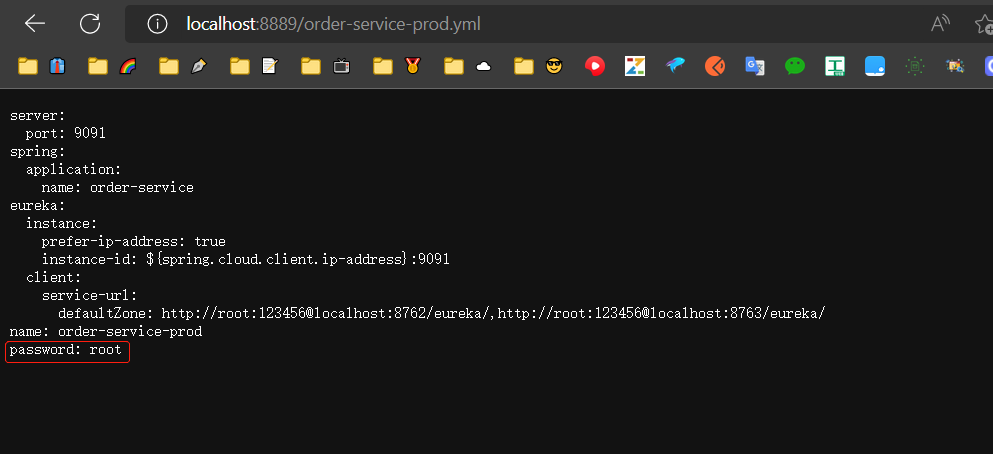 localhost:8889/order-service-prod.yml
server:
  port: 9091
spring:
  application:
    name: order-service
eureka:
  instance:
    prefer-ip-address: true
    instance-id: ${spring.cloud.client.ip-address}:9091
  client:
    service-url:
      defaultZone: http://root:123456@localhost:8762/eureka/,http://root:123456@localhost:8763/eureka/
name: order-service-prod
password: root